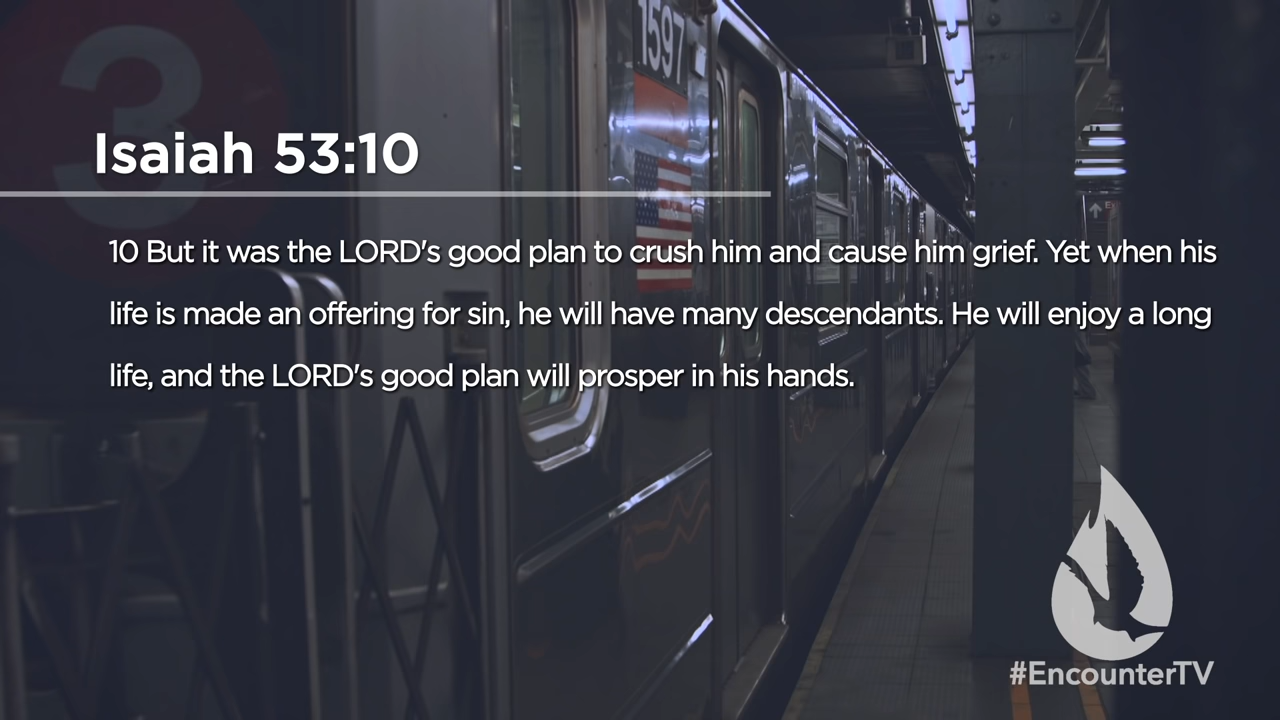 3
1597
Isaiah 53:10
10 But it was the LORD's good plan to crush him and cause him grief. Yet when his
life is made an offering for sin, he will have many descendants. He will enjoy a long
life, and the LORD's good plan will prosper in his hands.
#EncounterTV